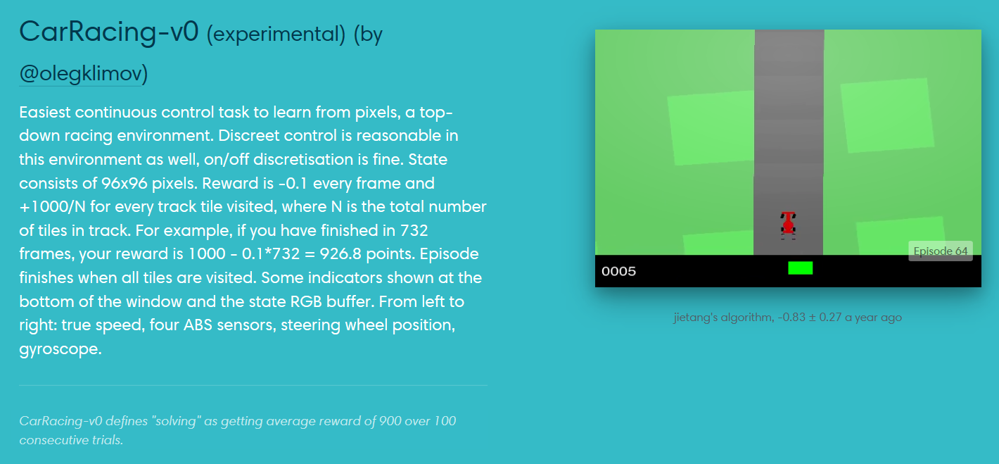 CarRacing-v0 (experimental) (by
@olegklimov)
Easiest continuous control task to learn from pixels, a top-
down racing environment. Discreet control is reasonable in
this environment as well, on/off discretisation is fine. State
consists of 96x96 pixels. Reward is -0.1 every frame and
+1000/N for every track tile visited, where N is the total number
of tiles in track. For example, if you have finished in 732
frames, your reward is 1000 - 0.1*732 = 926.8 points. Episode
finishes when all tiles are visited. Some indicators shown at the
bottom of the window and the state RGB buffer. From left to
right: true speed, four ABS sensors, steering wheel position,
gyroscope.
CarRacing-v0 defines "solving" as getting average reward of 900 over 100
consecutive trials.
Episode 64
0005
jietang's algorithm, -0.83 ± 0.27 a year ago